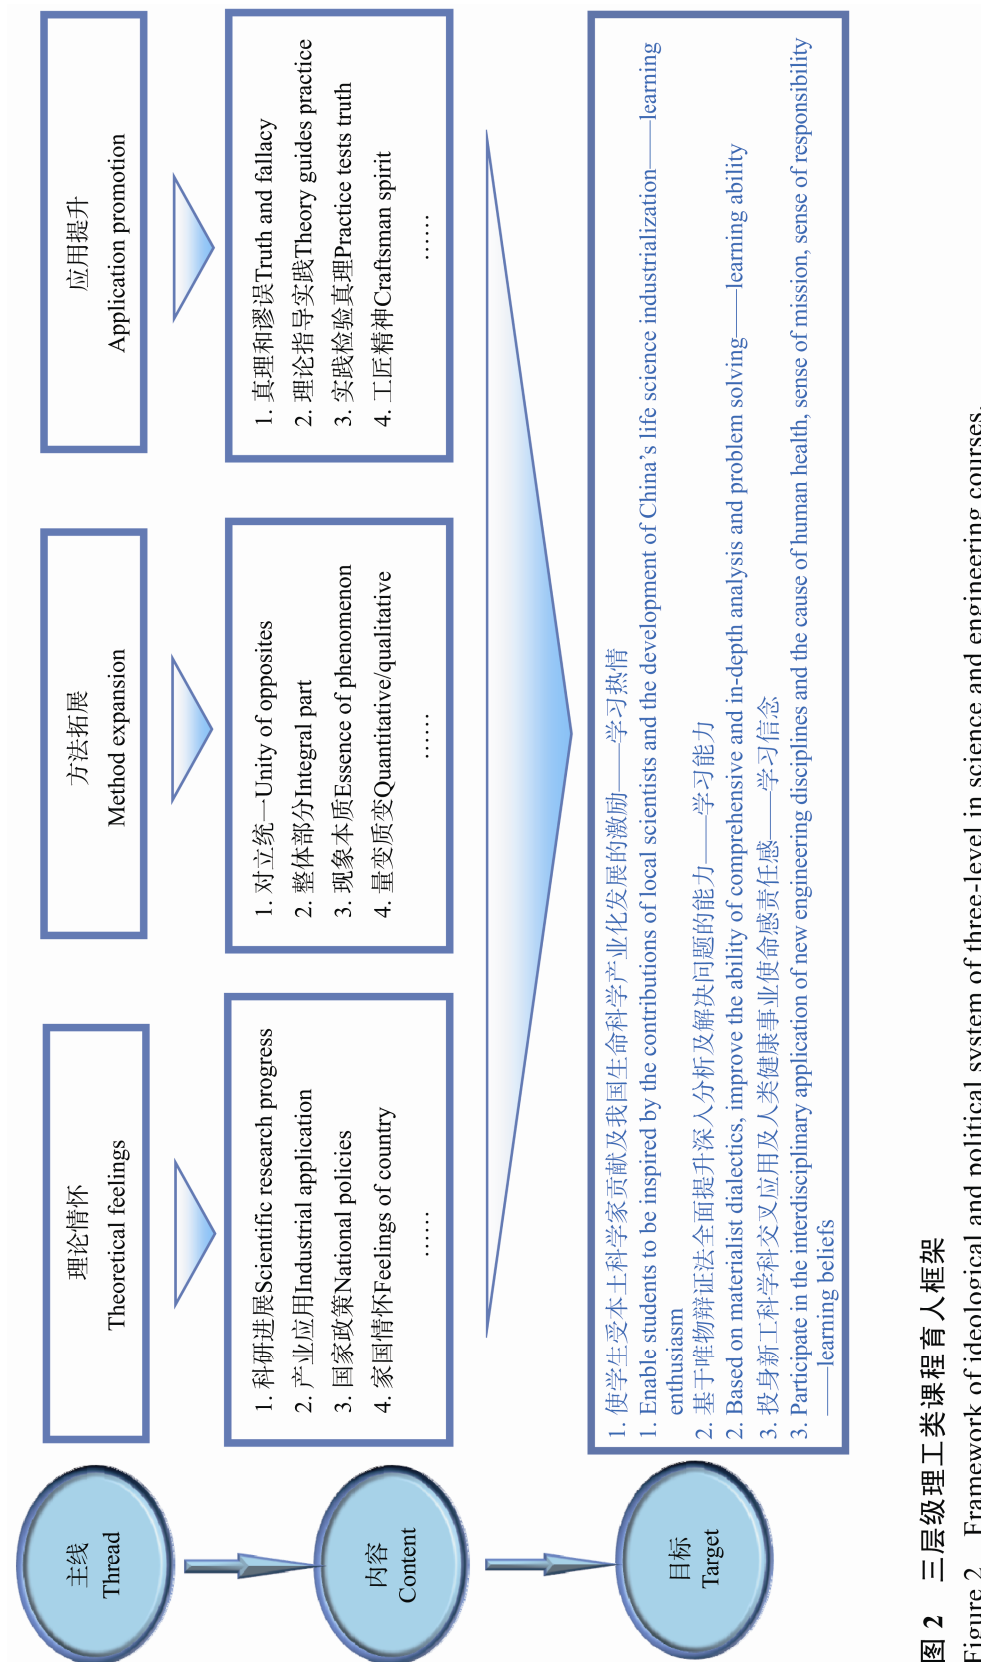 主线
Thread
理论情怀
Theoretical feelings
方法拓展
Method expansion
应用提升
Application promotion
内容
Content
1. 科研进展Scientific research progress
2. 产业应用Industrial application
3. 国家政策National policies
4. 家国情怀Feelings of country
……
1. 对立统一Unity of opposites
2. 整体部分Integral part
3. 现象本质Essence of phenomenon
4. 量变质变Quantitative/qualitative
……
1. 真理和谬误Truth and fallacy
2. 理论指导实践Theory guides practice
3. 实践检验真理Practice tests truth
4. 工匠精神Craftsman spirit
……
目标
Target
1. 使学生受本土科学家贡献及我国生命科学产业化发展的激励——学习热情
1. Enable students to be inspired by the contributions of local scientists and the development of China's life science industrialization——learning
enthusiasm
2. 基于唯物辩证法全面提升深入分析及解决问题的能力——学习能力
2. Based on materialist dialectics, improve the ability of comprehensive and in-depth analysis and problem solving——learning ability
3. 投身新工科学科交叉应用及人类健康事业使命感责任感——学习信念
3. Participate in the interdisciplinary application of new engineering disciplines and the cause of human health, sense of mission, sense of responsibility
——learning beliefs
图 2 三层级理工类课程育人框架
Figure 2 Framework of ideological and political system of three-level in science and engineering courses.